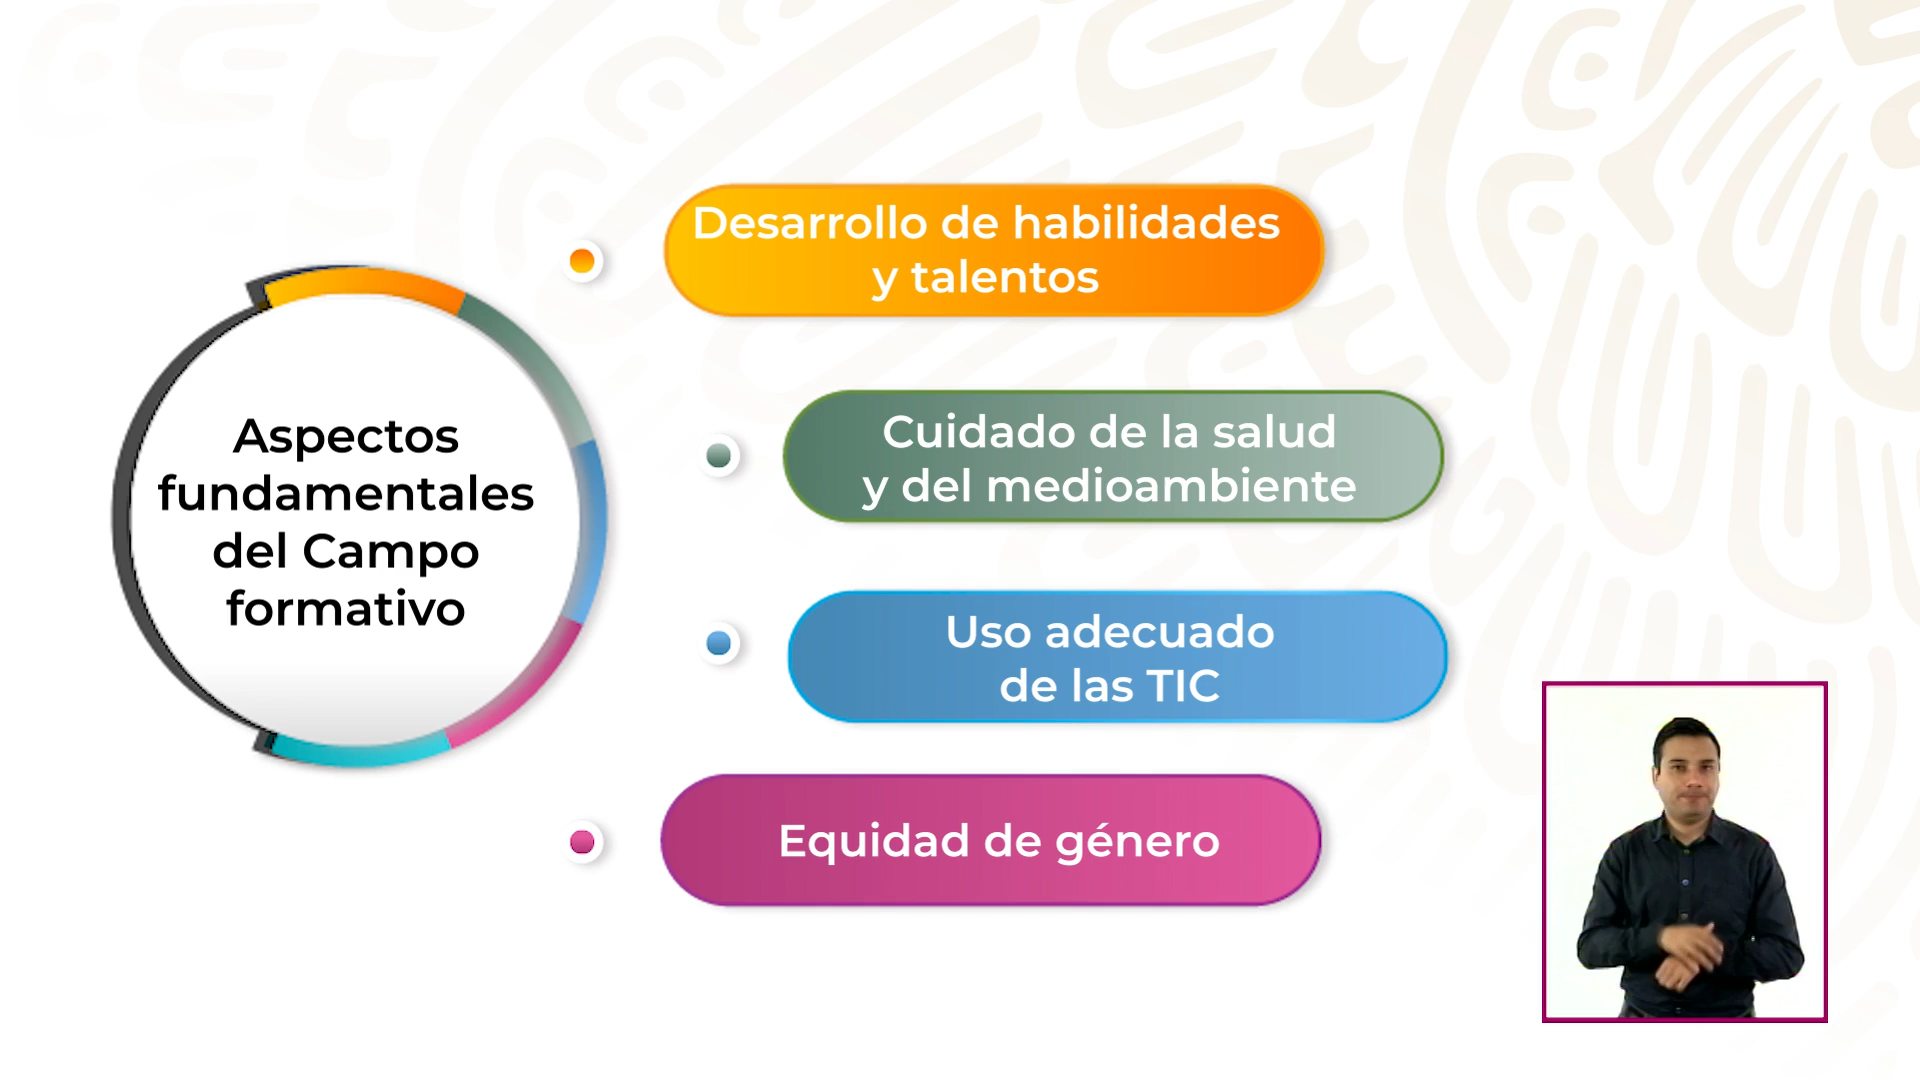 Aspectos
fundamentales
del Campo
formativo
Desarrollo de habilidades
y talentos
Cuidado de la salud
y del medioambiente
Uso adecuado
de las TIC
Equidad de género